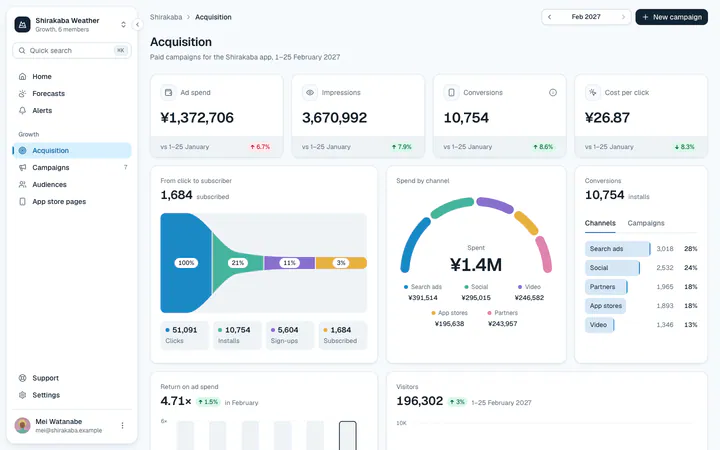 Shirakaba Weather
Growth, 6 members
Quick search
⌘K
Home
Forecasts
Alerts
Growth
Acquisition
Campaigns 7
Audiences
App store pages
Support
Settings
Mei Watanabe
mei@shirakaba.example
Shirakaba > Acquisition
Feb 2027
+ New campaign
Acquisition
Paid campaigns for the Shirakaba app, 1–25 February 2027
Ad spend
¥1,372,706
vs 1–25 January ↑ 6.7%
Impressions
3,670,992
vs 1–25 January ↑ 7.9%
Conversions
10,754
vs 1–25 January ↑ 8.6%
Cost per click
¥26.87
vs 1–25 January ↓ 8.3%
From click to subscriber
1,684 subscribed
100% 21% 11% 3%
51,091 10,754 5,604 1,684
Clicks Installs Sign-ups Subscribed
Spend by channel
Spent
¥1.4M
Search ads Social Video
¥391,514 ¥295,015 ¥246,582
App stores Partners
¥195,638 ¥243,957
Conversions
10,754 installs
Channels Campaigns
Search ads 3,018 28%
Social 2,532 24%
Partners 1,965 18%
App stores 1,893 18%
Video 1,346 13%
Return on ad spend
4.71× ↑ 1.5% in February
6×
Visitors
196,302 ↑ 3% 1–25 February 2027
10K